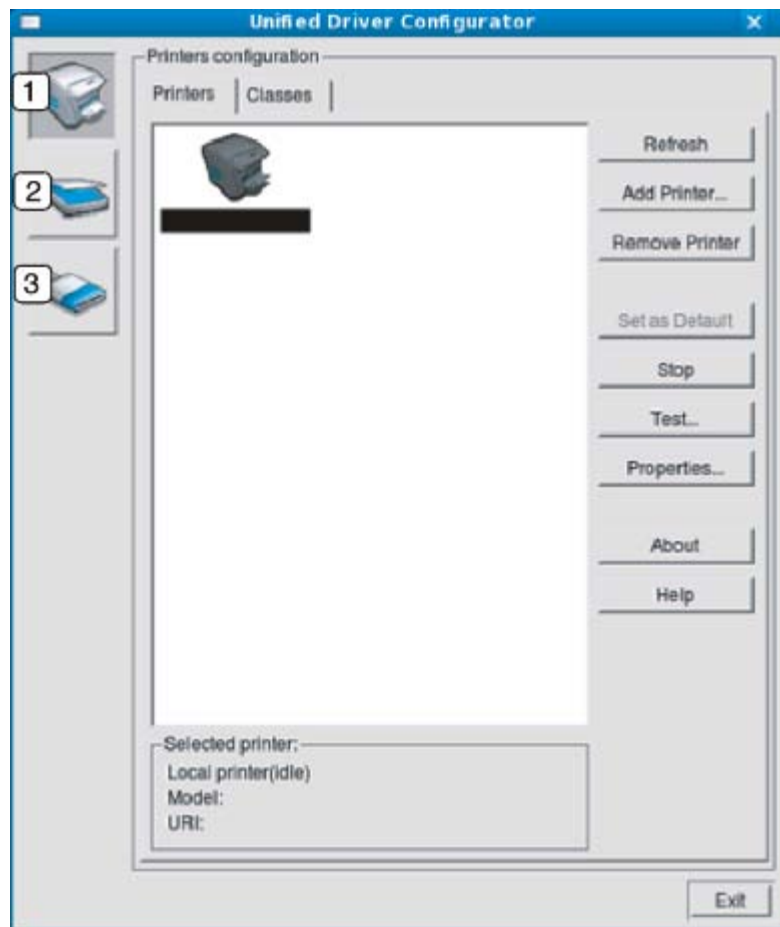 Unified Driver Configurator
1
2
3
Printers configuration
Printers
Classes
Refresh
Add Printer...
Remove Printer
Set as Default
Stop
Test...
Properties...
About
Help
Selected printer:
Local printer(idle)
Model:
URI:
Exit